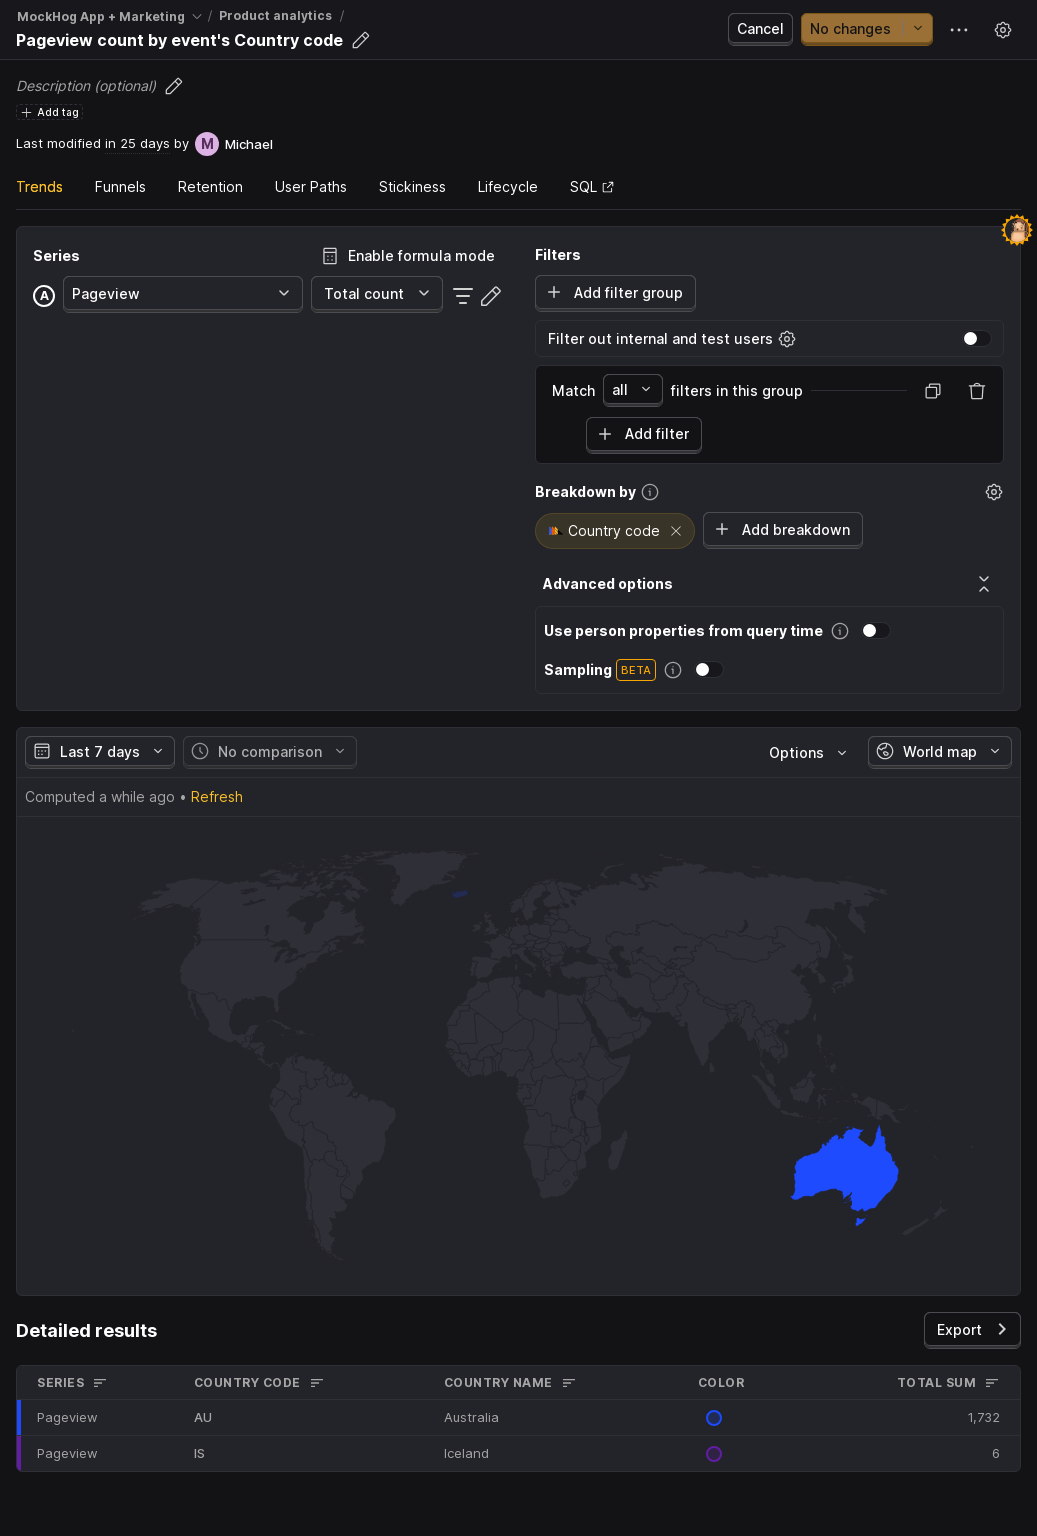 MockHog App + Marketing / Product analytics /
Pageview count by event's Country code
Cancel
No changes
Description (optional)
Add tag
Last modified in 25 days by M Michael
Trends Funnels Retention User Paths Stickiness Lifecycle SQL
Series
Enable formula mode
A Pageview Total count
Filters
Add filter group
Filter out internal and test users
Match all filters in this group
Add filter
Breakdown by
Country code Add breakdown
Advanced options
Use person properties from query time
Sampling BETA
Last 7 days No comparison Options World map
Computed a while ago • Refresh
Detailed results Export
SERIES COUNTRY CODE COUNTRY NAME COLOR TOTAL SUM
Pageview AU Australia 1,732
Pageview IS Iceland 6